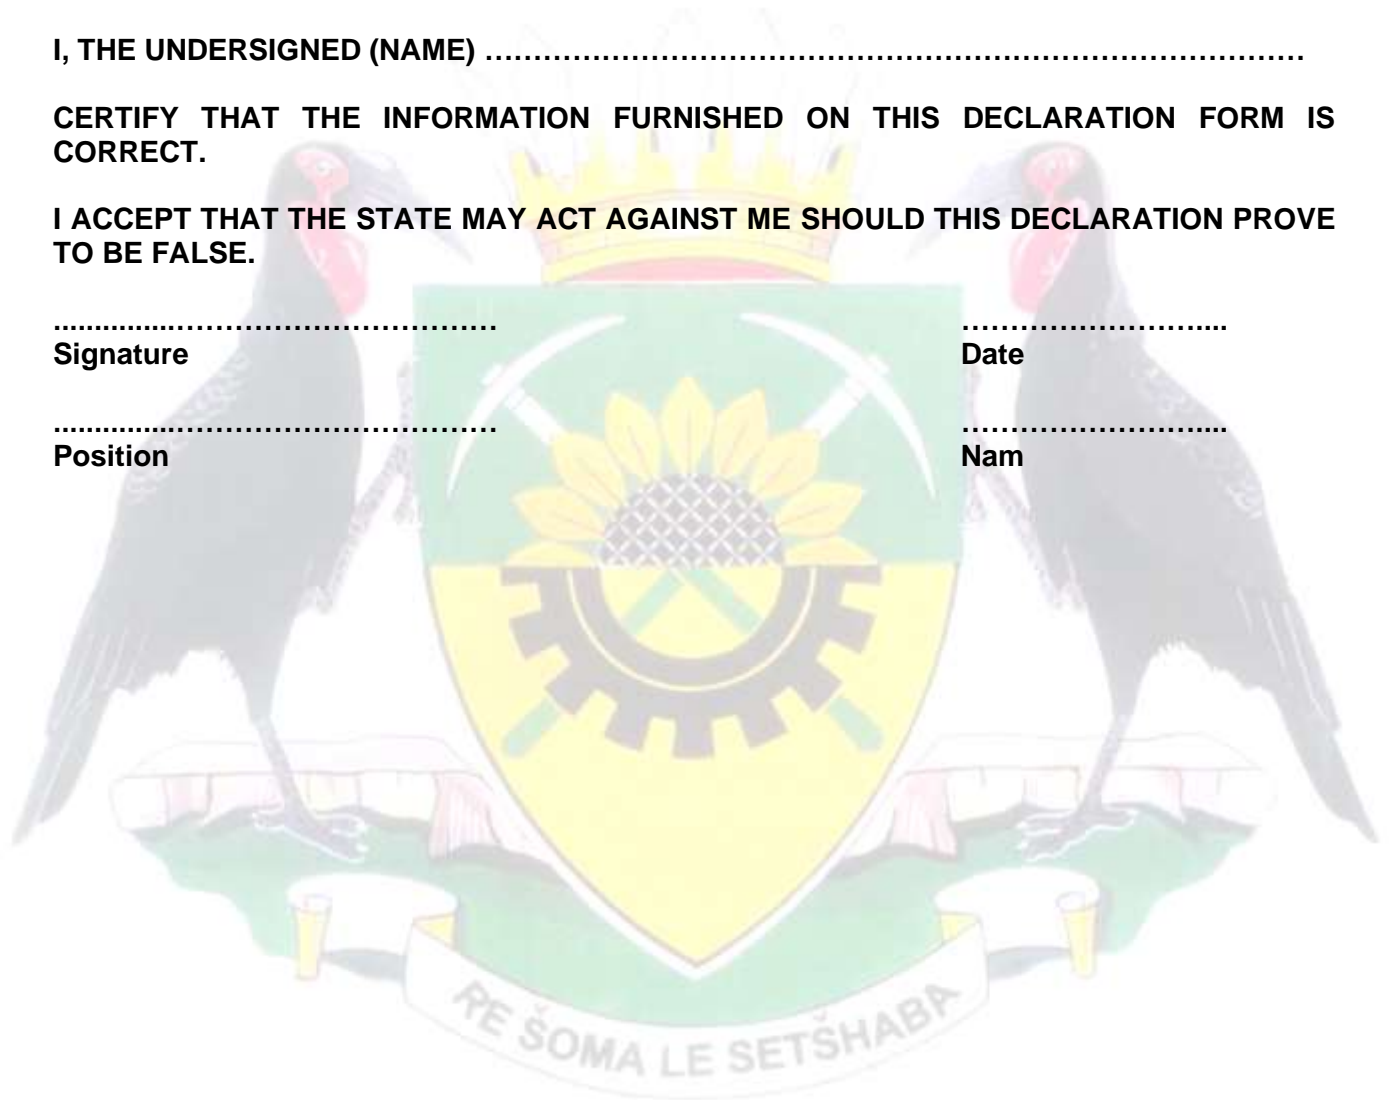 I, THE UNDERSIGNED (NAME) ………………………………………………………………………
CERTIFY THAT THE INFORMATION FURNISHED ON THIS DECLARATION FORM IS
CORRECT.
I ACCEPT THAT THE STATE MAY ACT AGAINST ME SHOULD THIS DECLARATION PROVE
TO BE FALSE.
...............…………………………… ……………………....
Signature Date
...............…………………………… ……………………....
Position Nam
RE ŠOMA LE SETŠHABA